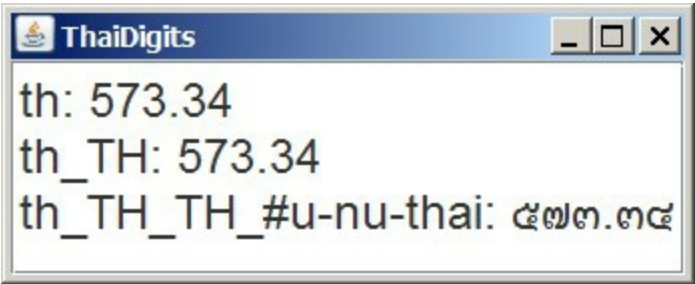 ThaiDigits
th: 573.34
th_TH: 573.34
th_TH_TH_#u-nu-thai: ๕๗๓.๓๔